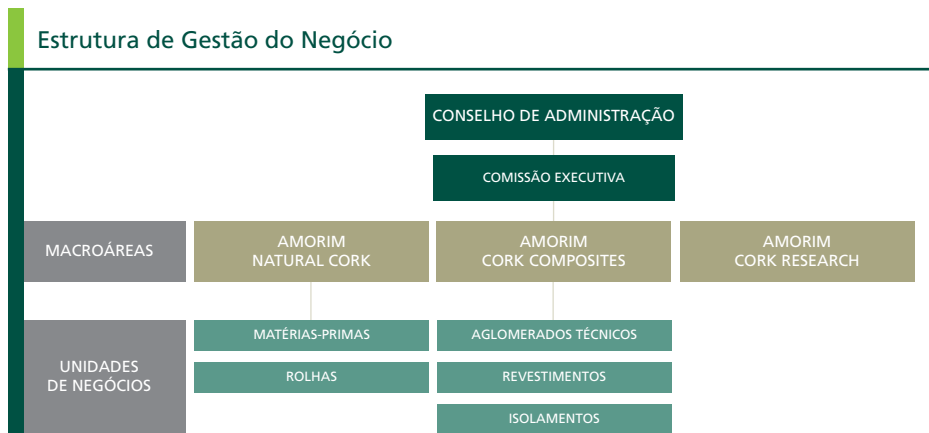 Estrutura de Gestão do Negócio
CONSELHO DE ADMINISTRAÇÃO
COMISSÃO EXECUTIVA
MACROÁREAS
AMORIM
NATURAL CORK
AMORIM
CORK COMPOSITES
AMORIM
CORK RESEARCH
UNIDADES
DE NEGÓCIOS
MATÉRIAS-PRIMAS
ROLHAS
AGLOMERADOS TÉCNICOS
REVESTIMENTOS
ISOLAMENTOS